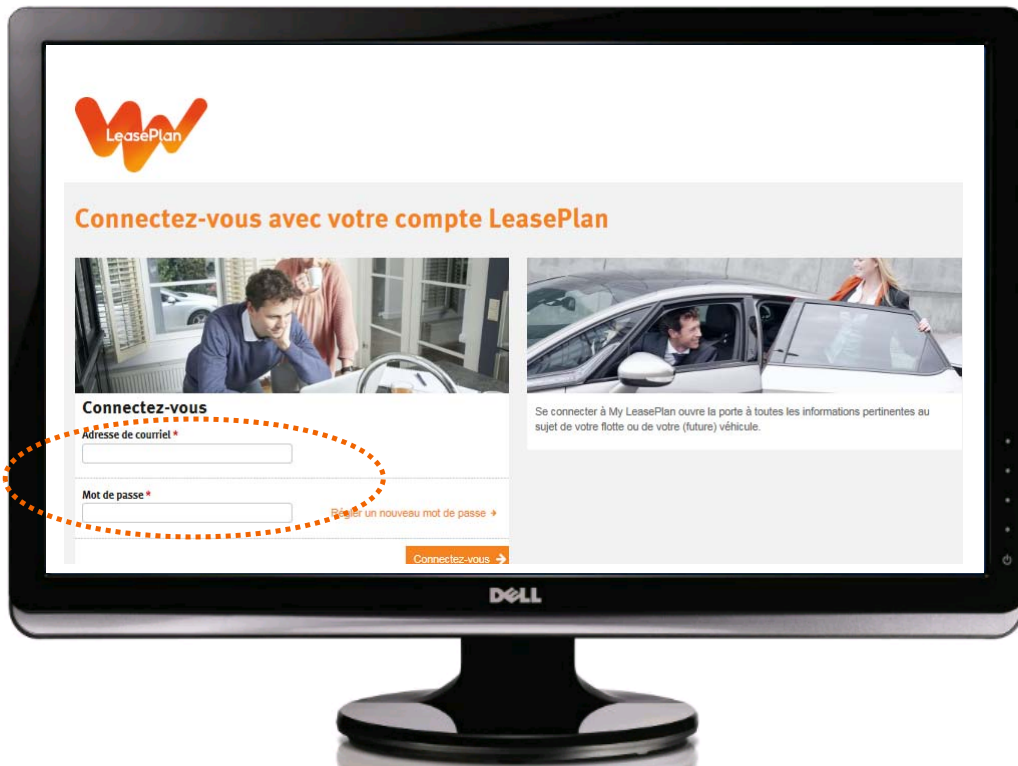 LeasePlan
Connectez-vous avec votre compte LeasePlan
Connectez-vous
Adresse de courriel *
Mot de passe *
Régler un nouveau mot de passe
Connectez-vous
Se connecter à My LeasePlan ouvre la porte à toutes les informations pertinentes au
sujet de votre flotte ou de votre (future) véhicule.
DELL